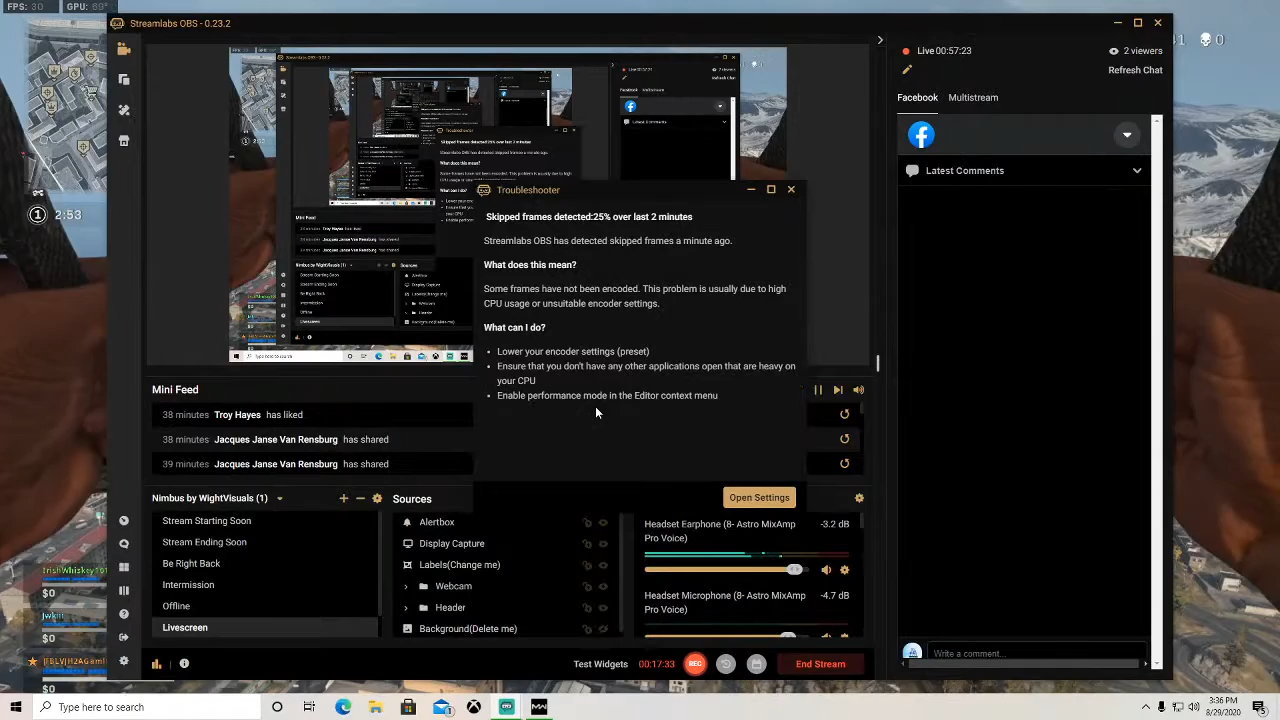 FPS: 30 GPU: 69°
Streamlabs OBS - 0.23.2
Live 00:57:23
2 viewers
Refresh Chat
Facebook Multistream
Latest Comments
Write a comment...
41 0
1 2:53
Troubleshooter
Skipped frames detected:25% over last 2 minutes
Streamlabs OBS has detected skipped frames a minute ago.
What does this mean?
Some frames have not been encoded. This problem is usually due to high
CPU usage or unsuitable encoder settings.
What can I do?
Lower your encoder settings (preset)
Ensure that you don't have any other applications open that are heavy on
your CPU
Enable performance mode in the Editor context menu
Open Settings
Mini Feed
38 minutes Troy Hayes has liked
38 minutes Jacques Janse Van Rensburg has shared
39 minutes Jacques Janse Van Rensburg has shared
Nimbus by WightVisuals (1)
Stream Starting Soon
Stream Ending Soon
Be Right Back
Intermission
Offline
Livescreen
Sources
Alertbox
Display Capture
Labels(Change me)
Webcam
Header
Background(Delete me)
Headset Earphone (8- Astro MixAmp
Pro Voice)
-3.2 dB
Headset Microphone (8- Astro MixAmp
Pro Voice)
-4.7 dB
IrishWhiskey161
$0
Jwkiii
$0
$0
Test Widgets 00:17:33 REC End Stream
Type here to search
3:36 PM
8/29/2020
5